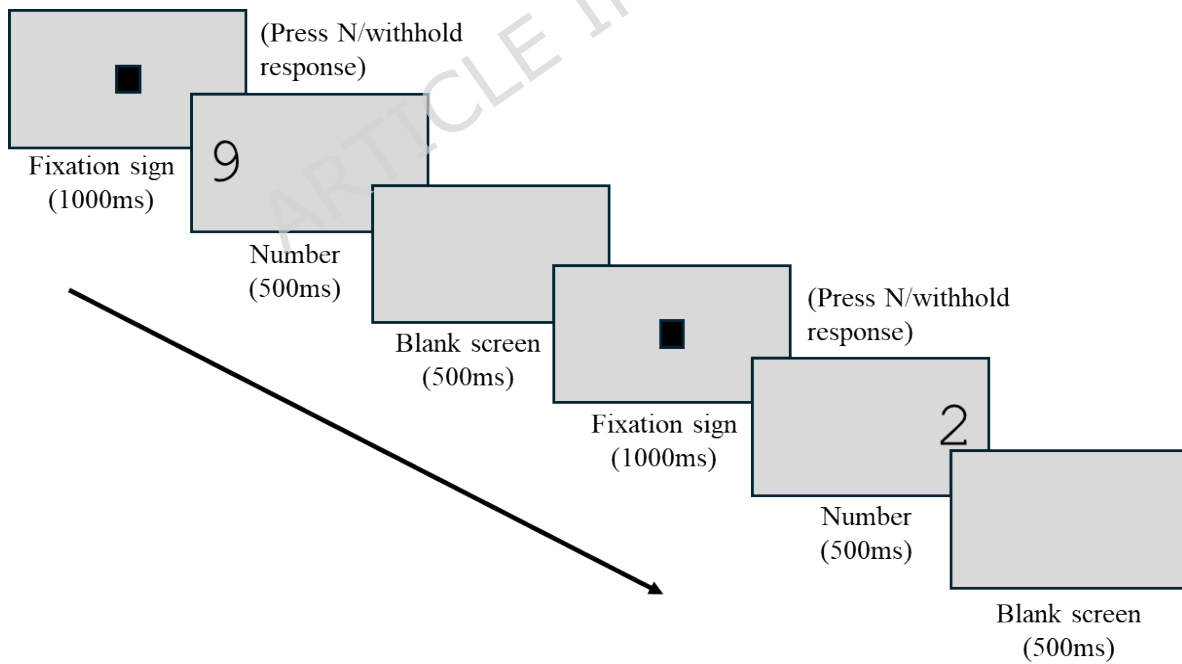 (Press N/withhold
response)
Fixation sign
(1000ms)
9
Number
(500ms)
Blank screen
(500ms)
(Press N/withhold
response)
Fixation sign
(1000ms)
2
Number
(500ms)
Blank screen
(500ms)
ARTICLE I